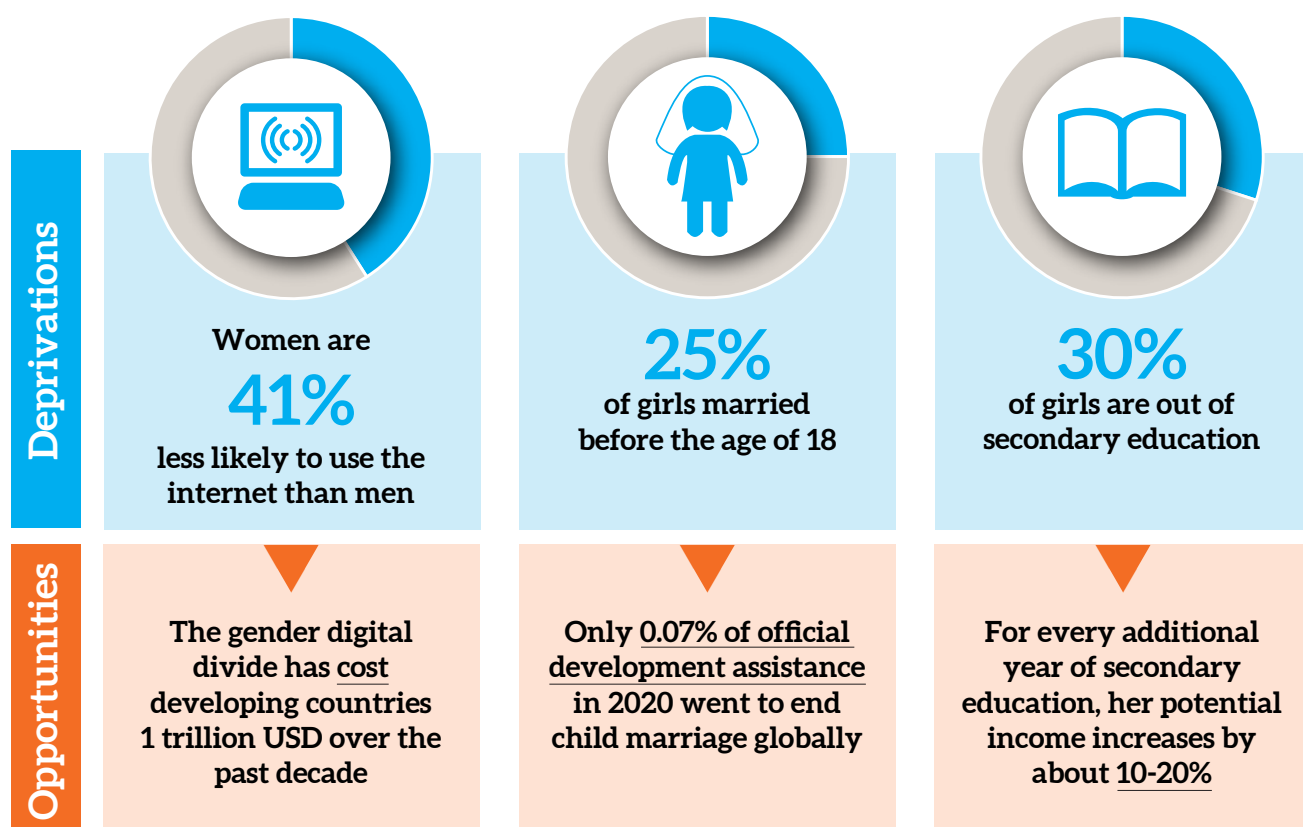 Deprivations
Women are
41%
less likely to use the
internet than men
25%
of girls married
before the age of 18
30%
of girls are out of
secondary education
Opportunities
The gender digital
divide has cost
developing countries
1 trillion USD over the
past decade
Only 0.07% of official
development assistance
in 2020 went to end
child marriage globally
For every additional
year of secondary
education, her potential
income increases by
about 10-20%